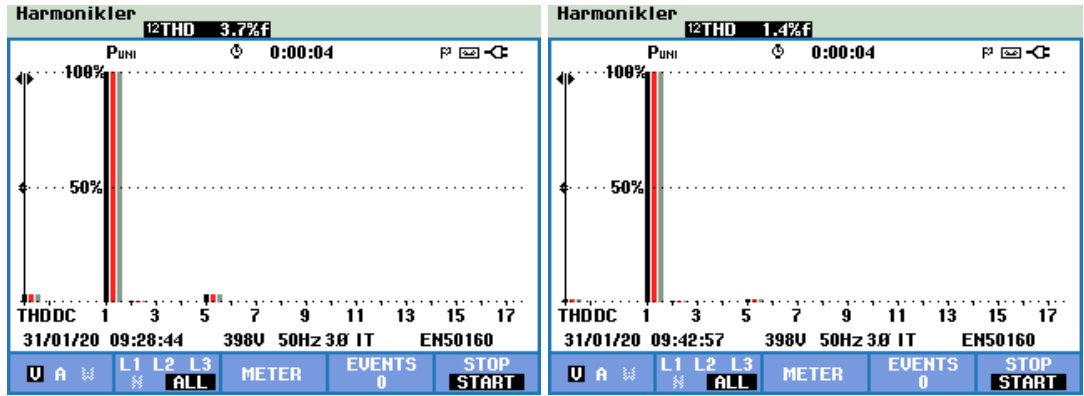 Harmonikler
12THD 3.7%f
PUNI 0:00:04
100%
50%
THDDC 1 3 5 7 9 11 13 15 17
31/01/20 09:28:44 398V 50Hz 3.0 IT EN50160
V A W L1 L2 L3 N ALL METER EVENTS 0 STOP START
Harmonikler
12THD 1.4%f
PUNI 0:00:04
100%
50%
THDDC 1 3 5 7 9 11 13 15 17
31/01/20 09:42:57 398V 50Hz 3.0 IT EN50160
V A W L1 L2 L3 N ALL METER EVENTS 0 STOP START